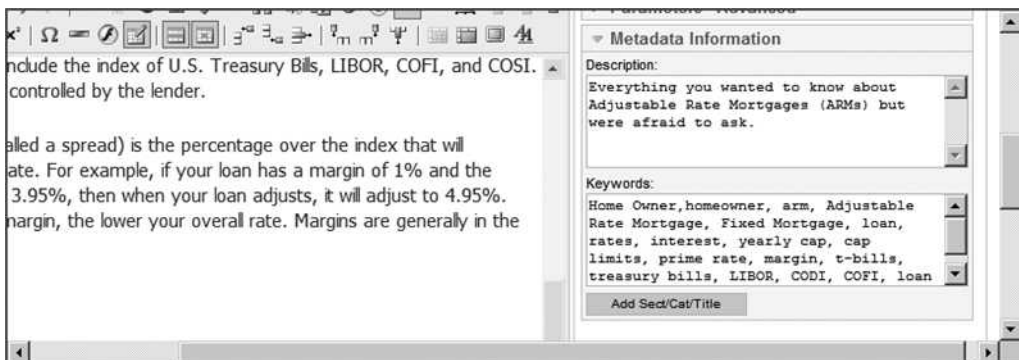 Parameters - Advanced
Metadata Information
nclude the index of U.S. Treasury Bills, LIBOR, COFI, and COSI.
controlled by the lender.
alled a spread) is the percentage over the index that will
ate. For example, if your loan has a margin of 1% and the
3.95%, then when your loan adjusts, it will adjust to 4.95%.
nargin, the lower your overall rate. Margins are generally in the
Description:
Everything you wanted to know about
Adjustable Rate Mortgages (ARMs) but
were afraid to ask.
Keywords:
Home Owner,homeowner, arm, Adjustable
Rate Mortgage, Fixed Mortgage, loan,
rates, interest, yearly cap, cap
limits, prime rate, margin, t-bills,
treasury bills, LIBOR, CODI, COFI, loan
Add Sect/Cat/Title